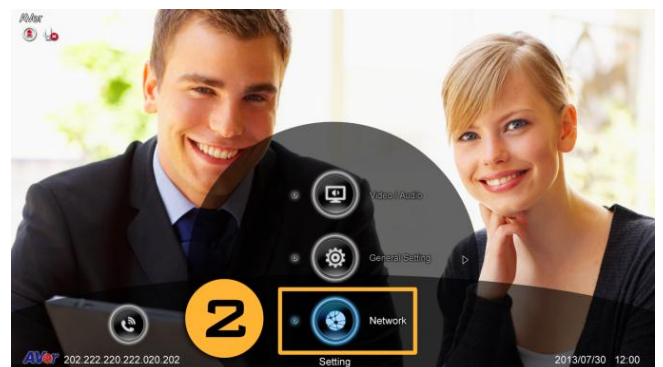 AVer
Video / Audio
General Setting
2
Network
AVer 202.222.220.222.020.202
Setting
2013/07/30 12:00